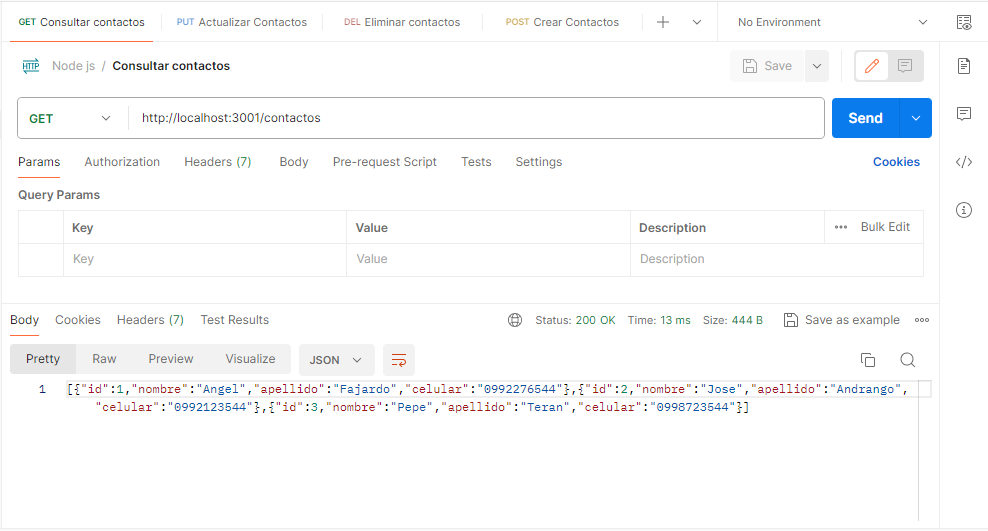 GET Consultar contactos PUT Actualizar Contactos DEL Eliminar contactos POST Crear Contactos No Environment
HTTP Node js / Consultar contactos Save
GET http://localhost:3001/contactos Send
Params Authorization Headers (7) Body Pre-request Script Tests Settings Cookies
Query Params
Key Value Description ••• Bulk Edit
Key Value Description
Body Cookies Headers (7) Test Results Status: 200 OK Time: 13 ms Size: 444 B Save as example
Pretty Raw Preview Visualize JSON
1 [{"id":1,"nombre":"Angel","apellido":"Fajardo","celular":"0992276544"},{"id":2,"nombre":"Jose","apellido":"Andrango",
"celular":"0992123544"},{"id":3,"nombre":"Pepe","apellido":"Teran","celular":"0998723544"}]